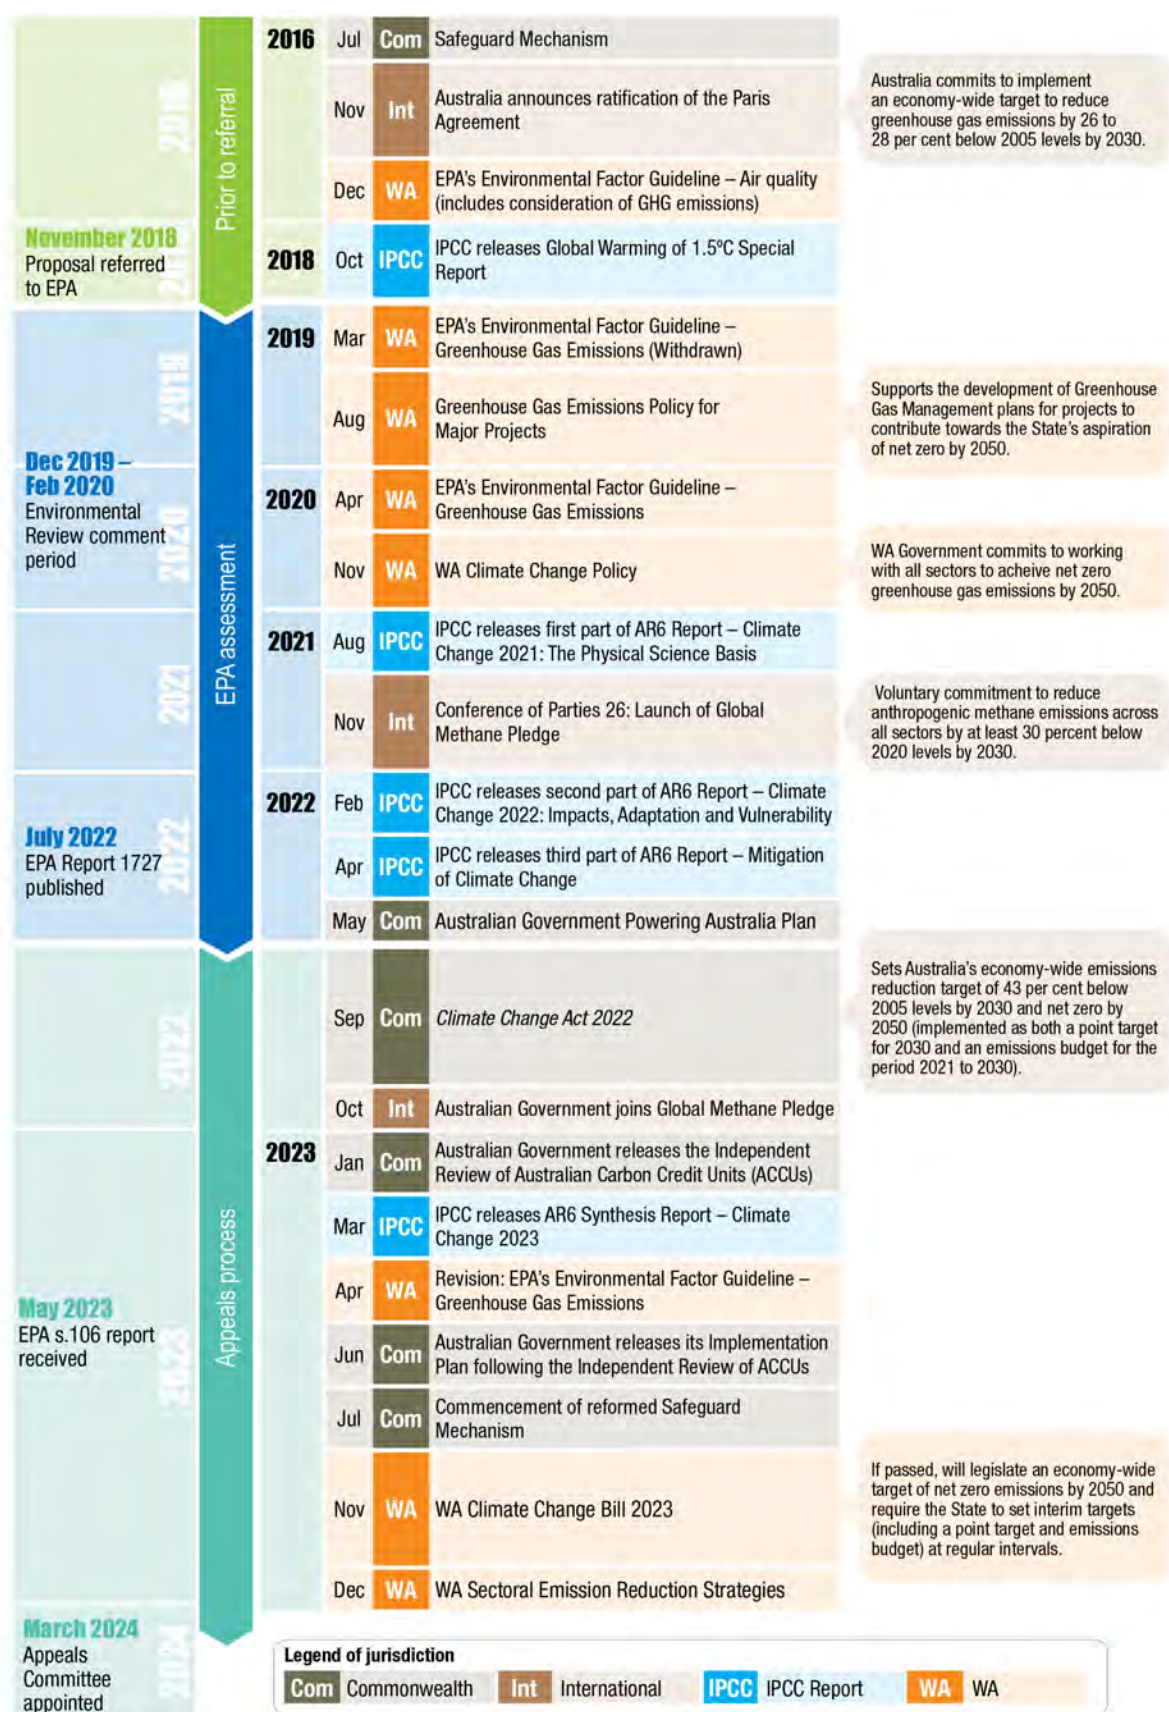 2016
Jul Com Safeguard Mechanism
Nov Int Australia announces ratification of the Paris
Agreement
Australia commits to implement
an economy-wide target to reduce
greenhouse gas emissions by 26 to
28 per cent below 2005 levels by 2030.
Dec WA EPA's Environmental Factor Guideline – Air quality
(includes consideration of GHG emissions)
2016
Prior to referral
November 2018
Proposal referred
to EPA
2018 Oct IPCC IPCC releases Global Warming of 1.5ºC Special
Report
2019 Mar WA EPA's Environmental Factor Guideline –
Greenhouse Gas Emissions (Withdrawn)
2019
Aug WA Greenhouse Gas Emissions Policy for
Major Projects
Supports the development of Greenhouse
Gas Management plans for projects to
contribute towards the State's aspiration
of net zero by 2050.
Dec 2019 –
Feb 2020
Environmental
Review comment
period
2020
EPA assessment
2020 Apr WA EPA's Environmental Factor Guideline –
Greenhouse Gas Emissions
Nov WA WA Climate Change Policy
WA Government commits to working
with all sectors to acheive net zero
greenhouse gas emissions by 2050.
2021 Aug IPCC IPCC releases first part of AR6 Report – Climate
Change 2021: The Physical Science Basis
2021
Nov Int Conference of Parties 26: Launch of Global
Methane Pledge
Voluntary commitment to reduce
anthropogenic methane emissions across
all sectors by at least 30 percent below
2020 levels by 2030.
2022 Feb IPCC IPCC releases second part of AR6 Report – Climate
Change 2022: Impacts, Adaptation and Vulnerability
July 2022
EPA Report 1727
published
2022
Apr IPCC IPCC releases third part of AR6 Report – Mitigation
of Climate Change
May Com Australian Government Powering Australia Plan
2022
Sep Com Climate Change Act 2022
Sets Australia's economy-wide emissions
reduction target of 43 per cent below
2005 levels by 2030 and net zero by
2050 (implemented as both a point target
for 2030 and an emissions budget for the
period 2021 to 2030).
Oct Int Australian Government joins Global Methane Pledge
2023 Jan Com Australian Government releases the Independent
Review of Australian Carbon Credit Units (ACCUs)
Mar IPCC IPCC releases AR6 Synthesis Report – Climate
Change 2023
Appeals process
Apr WA Revision: EPA's Environmental Factor Guideline –
Greenhouse Gas Emissions
May 2023
EPA s.106 report
received
2023
Jun Com Australian Government releases its Implementation
Plan following the Independent Review of ACCUs
Jul Com Commencement of reformed Safeguard
Mechanism
Nov WA WA Climate Change Bill 2023
If passed, will legislate an economy-wide
target of net zero emissions by 2050 and
require the State to set interim targets
(including a point target and emissions
budget) at regular intervals.
Dec WA WA Sectoral Emission Reduction Strategies
March 2024
Appeals
Committee
appointed
2024
Legend of jurisdiction
Com Commonwealth Int International IPCC IPCC Report WA WA